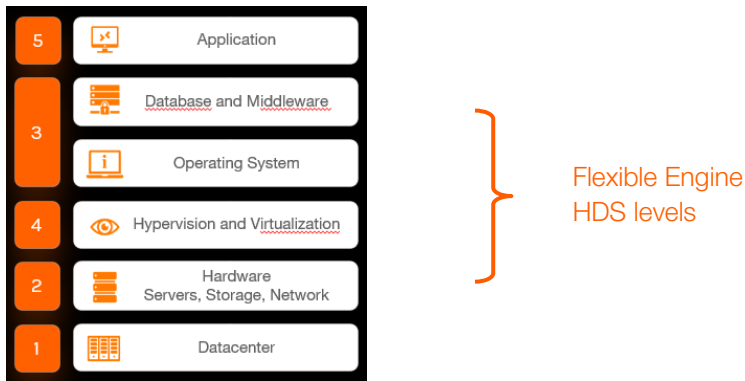 5
Application
3
Database and Middleware
Operating System
4
Hypervision and Virtualization
2
Hardware
Servers, Storage, Network
1
Datacenter
Flexible Engine
HDS levels